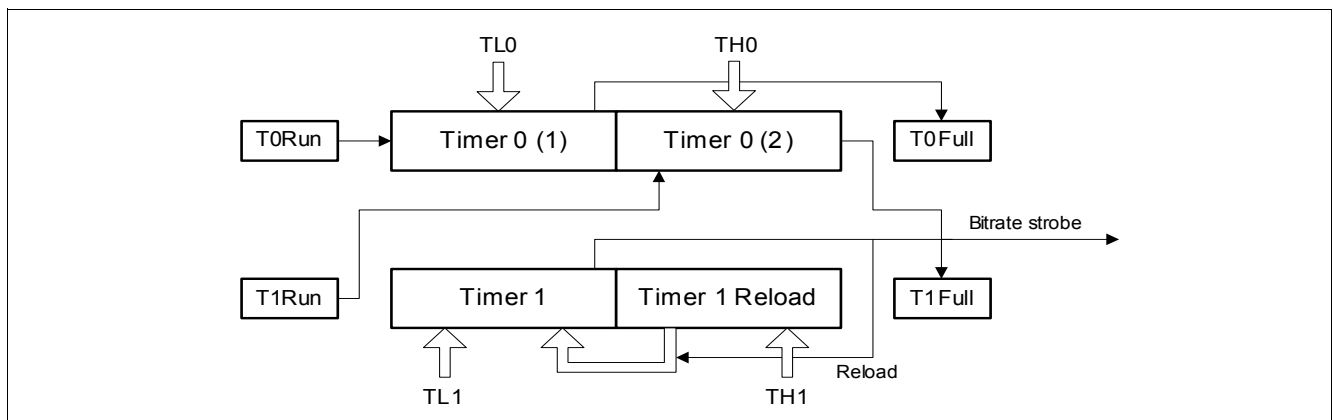 TL0
TH0
T0Run
Timer 0 (1)
Timer 0 (2)
T0Full
Bitrate strobe
T1Run
Timer 1
Timer 1 Reload
T1Full
Reload
TL1
TH1